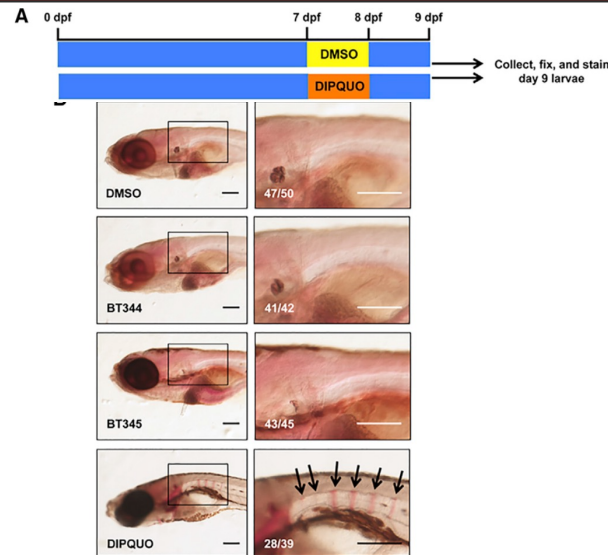 A
0 dpf 7 dpf 8 dpf 9 dpf
DMSO
DIPQUO
Collect, fix, and stain
day 9 larvae
DMSO 47/50
BT344 41/42
BT345 43/45
DIPQUO 28/39